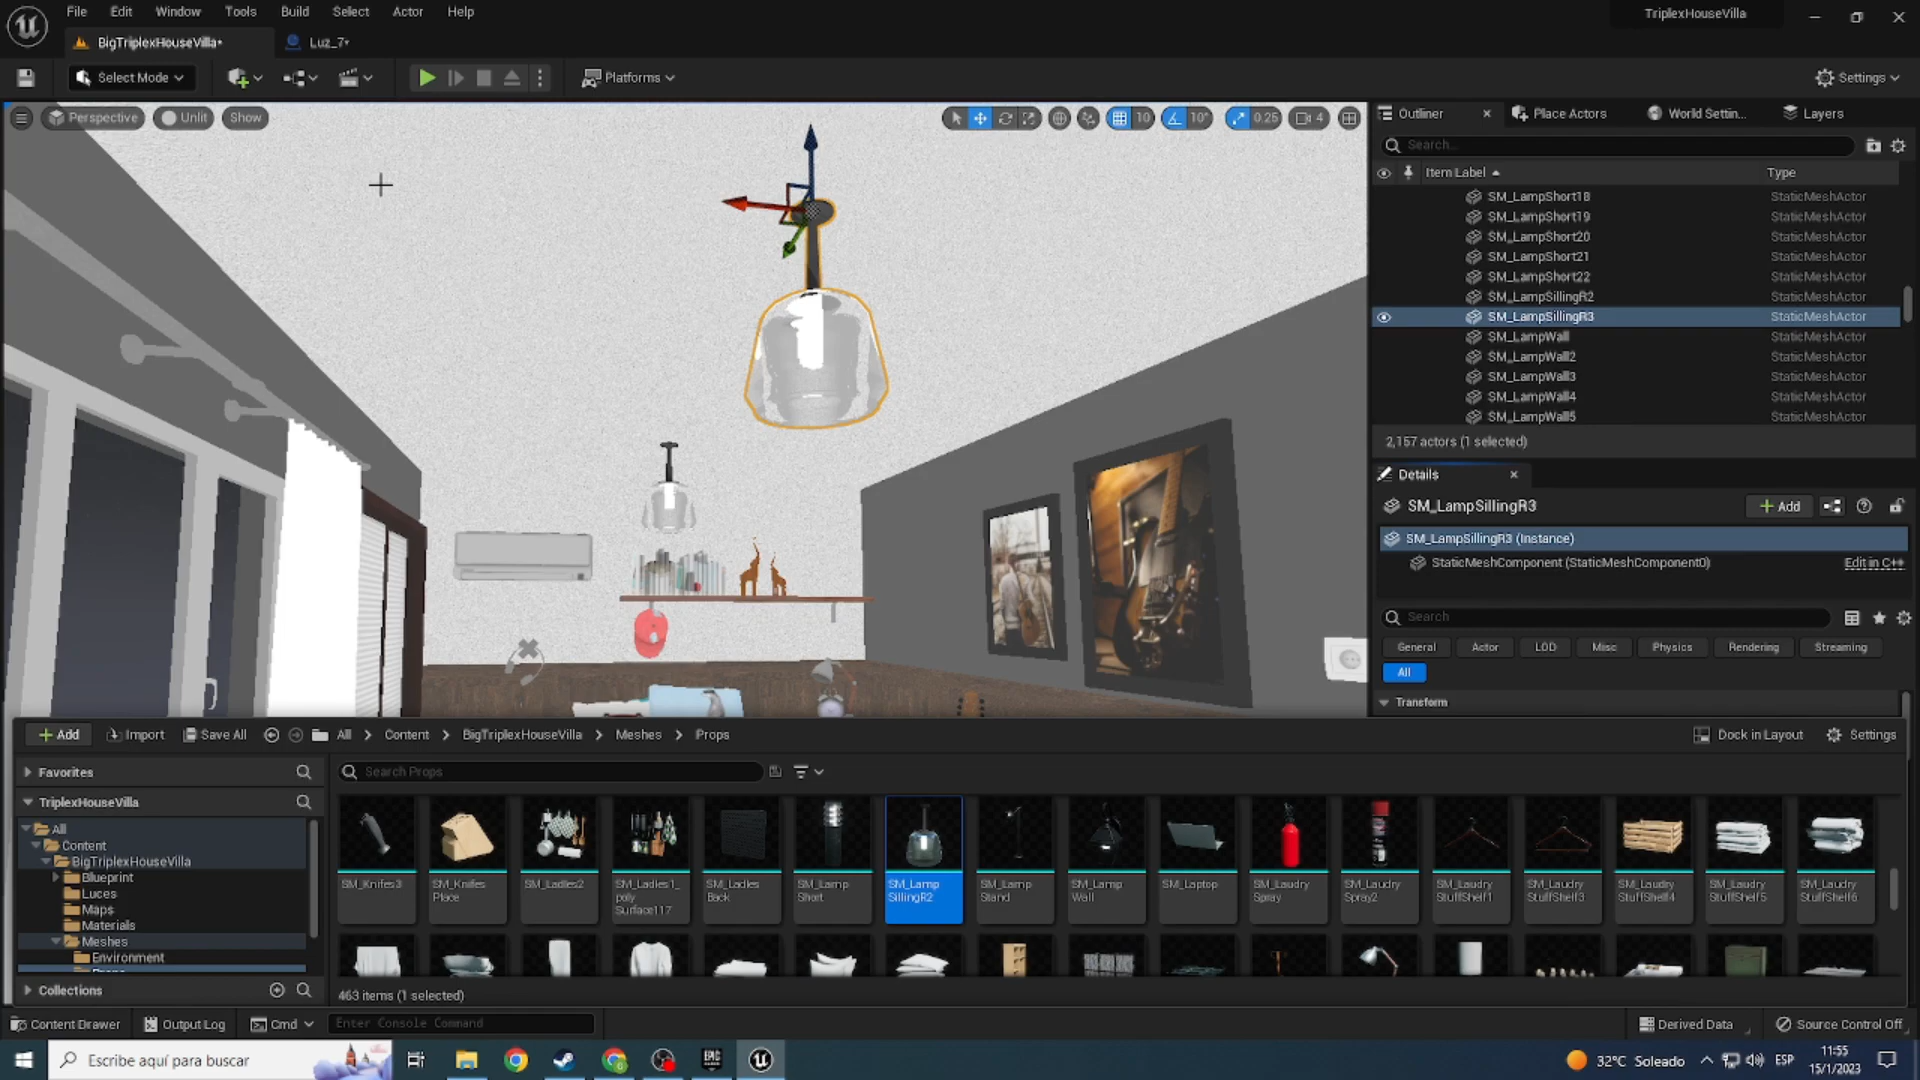 File Edit Window Tools Build Select Actor Help
TriplexHouseVilla
BigTriplexHouseVilla*
Luz_7*
Select Mode
Platforms
Settings
Perspective
Unlit
Show
10
10°
0.25
4
Outliner
Place Actors
World Settin...
Layers
Search...
Item Label
Type
SM_LampShort18 StaticMeshActor
SM_LampShort19 StaticMeshActor
SM_LampShort20 StaticMeshActor
SM_LampShort21 StaticMeshActor
SM_LampShort22 StaticMeshActor
SM_LampSillingR2 StaticMeshActor
SM_LampSillingR3 StaticMeshActor
SM_LampWall StaticMeshActor
SM_LampWall2 StaticMeshActor
SM_LampWall3 StaticMeshActor
SM_LampWall4 StaticMeshActor
SM_LampWall5 StaticMeshActor
2,157 actors (1 selected)
Details
SM_LampSillingR3
Add
SM_LampSillingR3 (Instance)
StaticMeshComponent (StaticMeshComponent0)
Edit in C++
Search
General Actor LOD Misc Physics Rendering Streaming
All
Transform
Add
Import
Save All
All > Content > BigTriplexHouseVilla > Meshes > Props
Dock in Layout
Settings
Favorites
Search Props
TriplexHouseVilla
All
Content
BigTriplexHouseVilla
Blueprint
Luces
Maps
Materials
Meshes
Environment
Collections
SM_Knifes3
SM_Knifes
Place
SM_Ladles2
SM_Ladles1_
poly
Surface117
SM_Ladles
Back
SM_Lamp
Short
SM_Lamp
SillingR2
SM_Lamp
Stand
SM_Lamp
Wall
SM_Laptop
SM_Laudry
Spray
SM_Laudry
Spray2
SM_Laudry
StuffShelf1
SM_Laudry
StuffShelf3
SM_Laudry
StuffShelf4
SM_Laudry
StuffShelf5
SM_Laudry
StuffShelf6
463 items (1 selected)
Content Drawer
Output Log
Cmd
Enter Console Command
Derived Data
Source Control Off
Escribe aquí para buscar
EPIC
32°C Soleado
ESP
11:55
15/1/2023